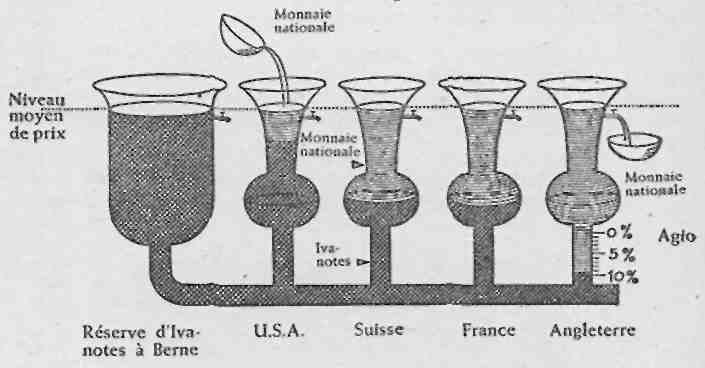 Monnaie
nationale
Niveau
moyen
de prix
Monnaie
nationale
Monnaie
nationale
0%
5%
10%
Agio
Iva-
notes
Réserve d'Iva-
notes à Berne
U.S.A.
Suisse
France
Angleterre